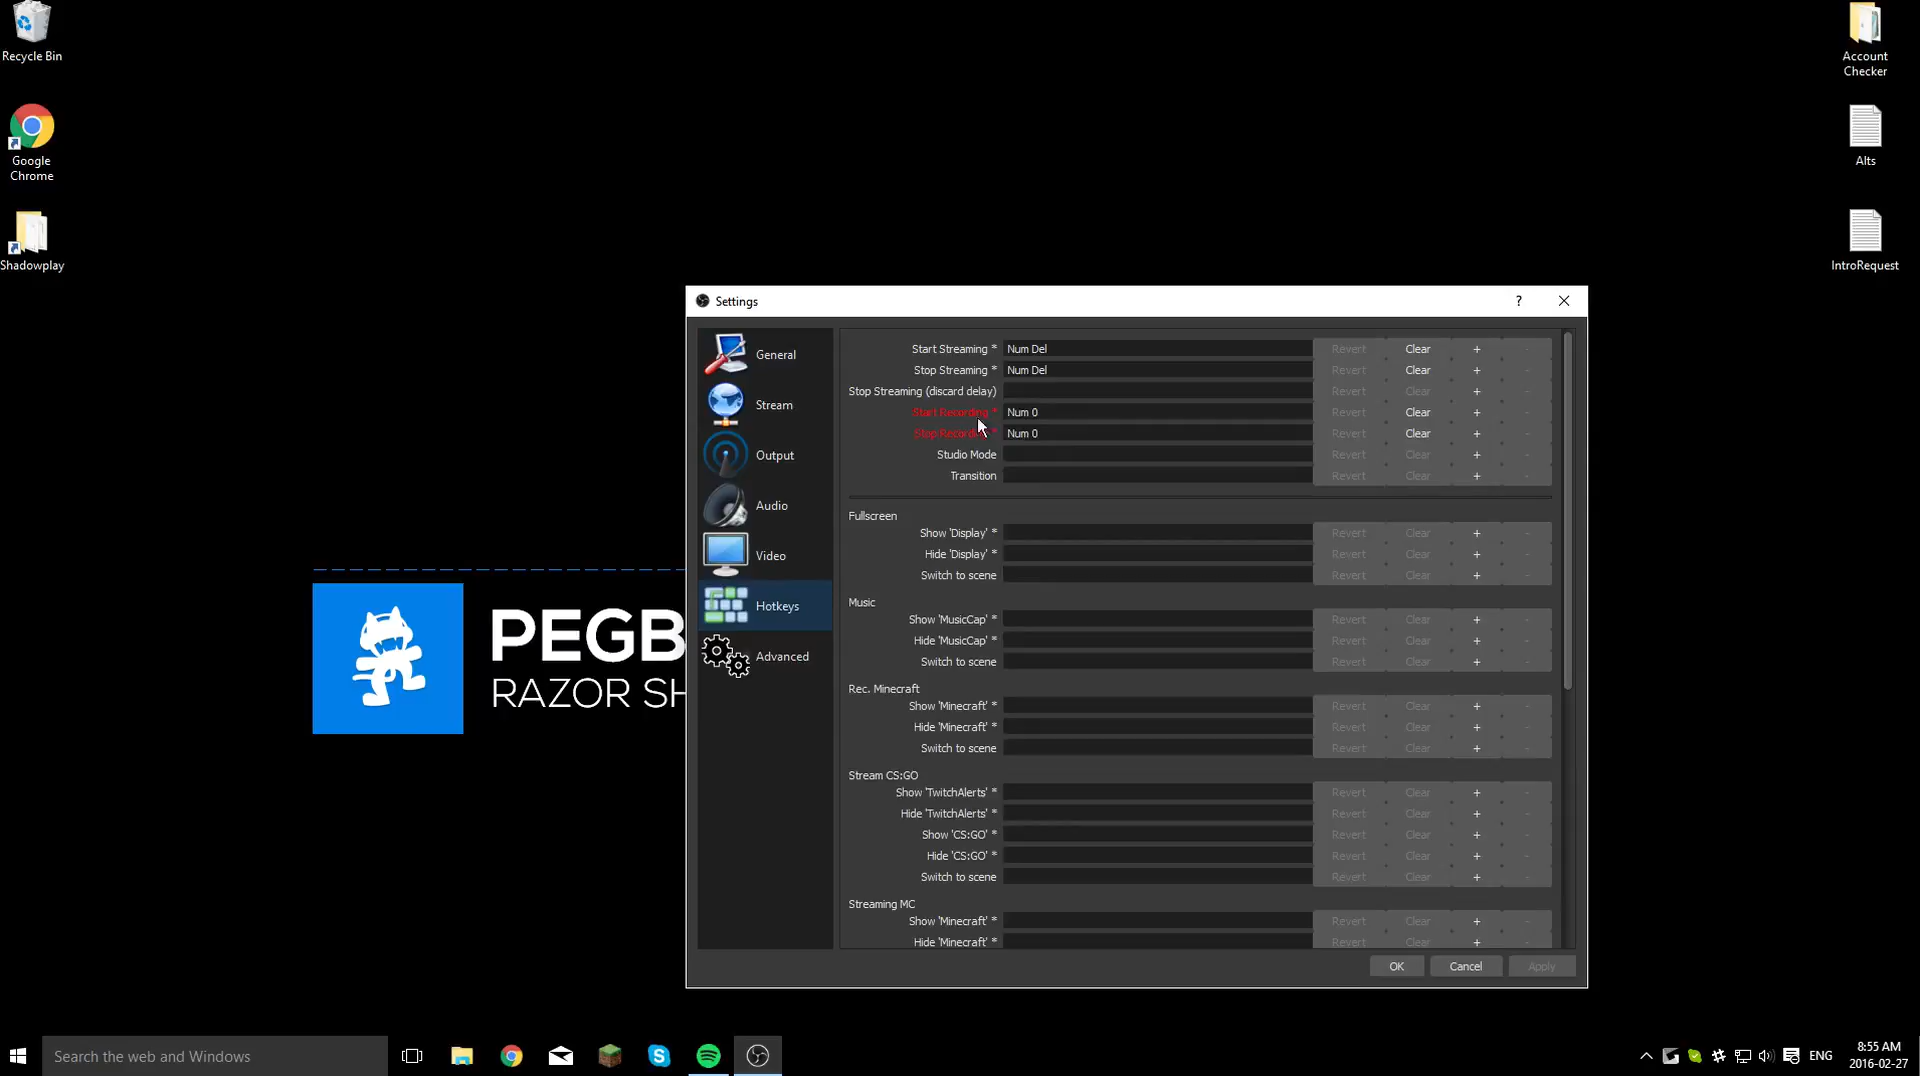 Recycle Bin
Google
Chrome
Shadowplay
Account
Checker
Alts
IntroRequest
PEGB
RAZOR SH
Settings
?
General
Stream
Output
Audio
Video
Hotkeys
Advanced
Start Streaming * Num Del Revert Clear + -
Stop Streaming * Num Del Revert Clear + -
Stop Streaming (discard delay) Revert Clear + -
Start Recording * Num 0 Revert Clear + -
Stop Recording * Num 0 Revert Clear + -
Studio Mode Revert Clear + -
Transition Revert Clear + -
Fullscreen
Show 'Display' * Revert Clear + -
Hide 'Display' * Revert Clear + -
Switch to scene Revert Clear + -
Music
Show 'MusicCap' * Revert Clear + -
Hide 'MusicCap' * Revert Clear + -
Switch to scene Revert Clear + -
Rec. Minecraft
Show 'Minecraft' * Revert Clear + -
Hide 'Minecraft' * Revert Clear + -
Switch to scene Revert Clear + -
Stream CS:GO
Show 'TwitchAlerts' * Revert Clear + -
Hide 'TwitchAlerts' * Revert Clear + -
Show 'CS:GO' * Revert Clear + -
Hide 'CS:GO' * Revert Clear + -
Switch to scene Revert Clear + -
Streaming MC
Show 'Minecraft' * Revert Clear + -
Hide 'Minecraft' * Revert Clear + -
OK Cancel Apply
Search the web and Windows
ENG
8:55 AM
2016-02-27